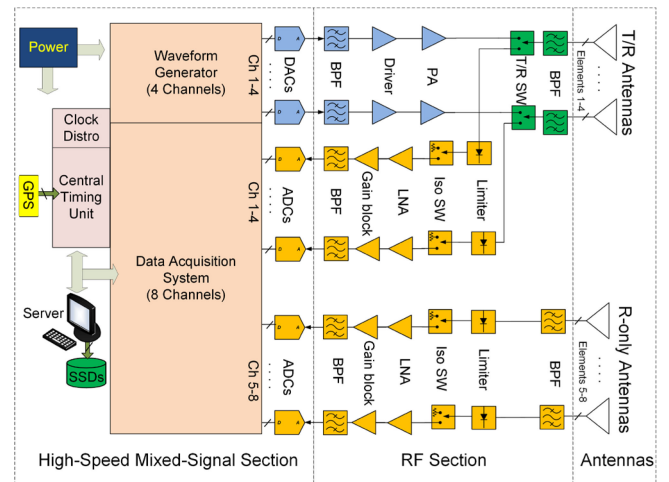 Power
Waveform
Generator
(4 Channels)
Ch 1-4
D
A
DACs
BPF
Driver
PA
T/R SW
BPF
Elements 1-4
T/R Antennas
D
A
Clock
Distro
Central
Timing
Unit
GPS
Data Acquisition
System
(8 Channels)
Ch 1-4
D
A
ADCs
BPF
Gain block
LNA
Iso SW
Limiter
D
A
Server
SSDs
Ch 5-8
D
A
ADCs
BPF
Gain block
LNA
Iso SW
Limiter
BPF
Elements 5-8
R-only Antennas
D
A
High-Speed Mixed-Signal Section
RF Section
Antennas